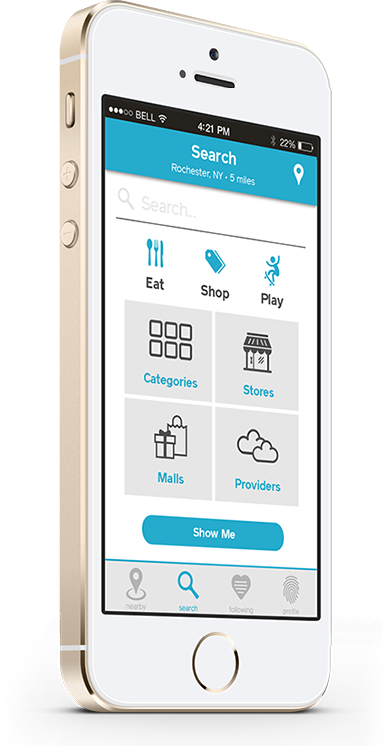 BELL 4:21 PM 22%
Search
Rochester, NY - 5 miles
Search...
Eat Shop Play
Categories Stores
Malls Providers
Show Me
nearby search following profile